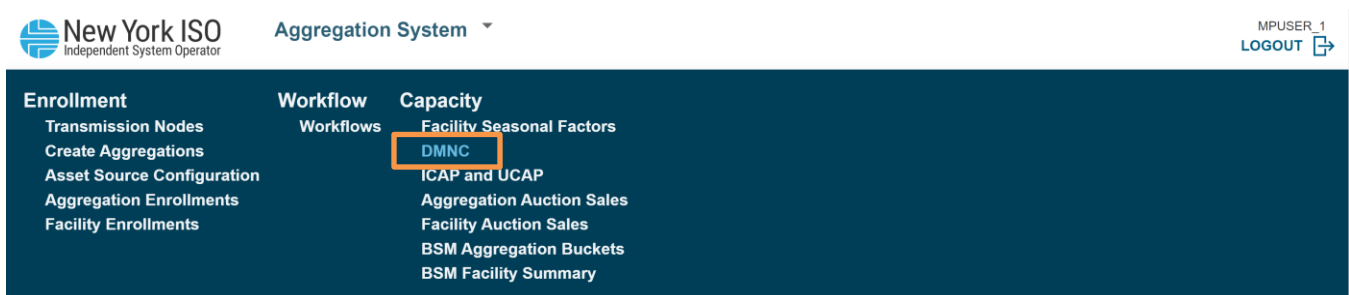 New York ISO
Independent System Operator
Aggregation System
MPUSER_1
LOGOUT
Enrollment
Transmission Nodes
Create Aggregations
Asset Source Configuration
Aggregation Enrollments
Facility Enrollments
Workflow
Workflows
Capacity
Facility Seasonal Factors
DMNC
ICAP and UCAP
Aggregation Auction Sales
Facility Auction Sales
BSM Aggregation Buckets
BSM Facility Summary